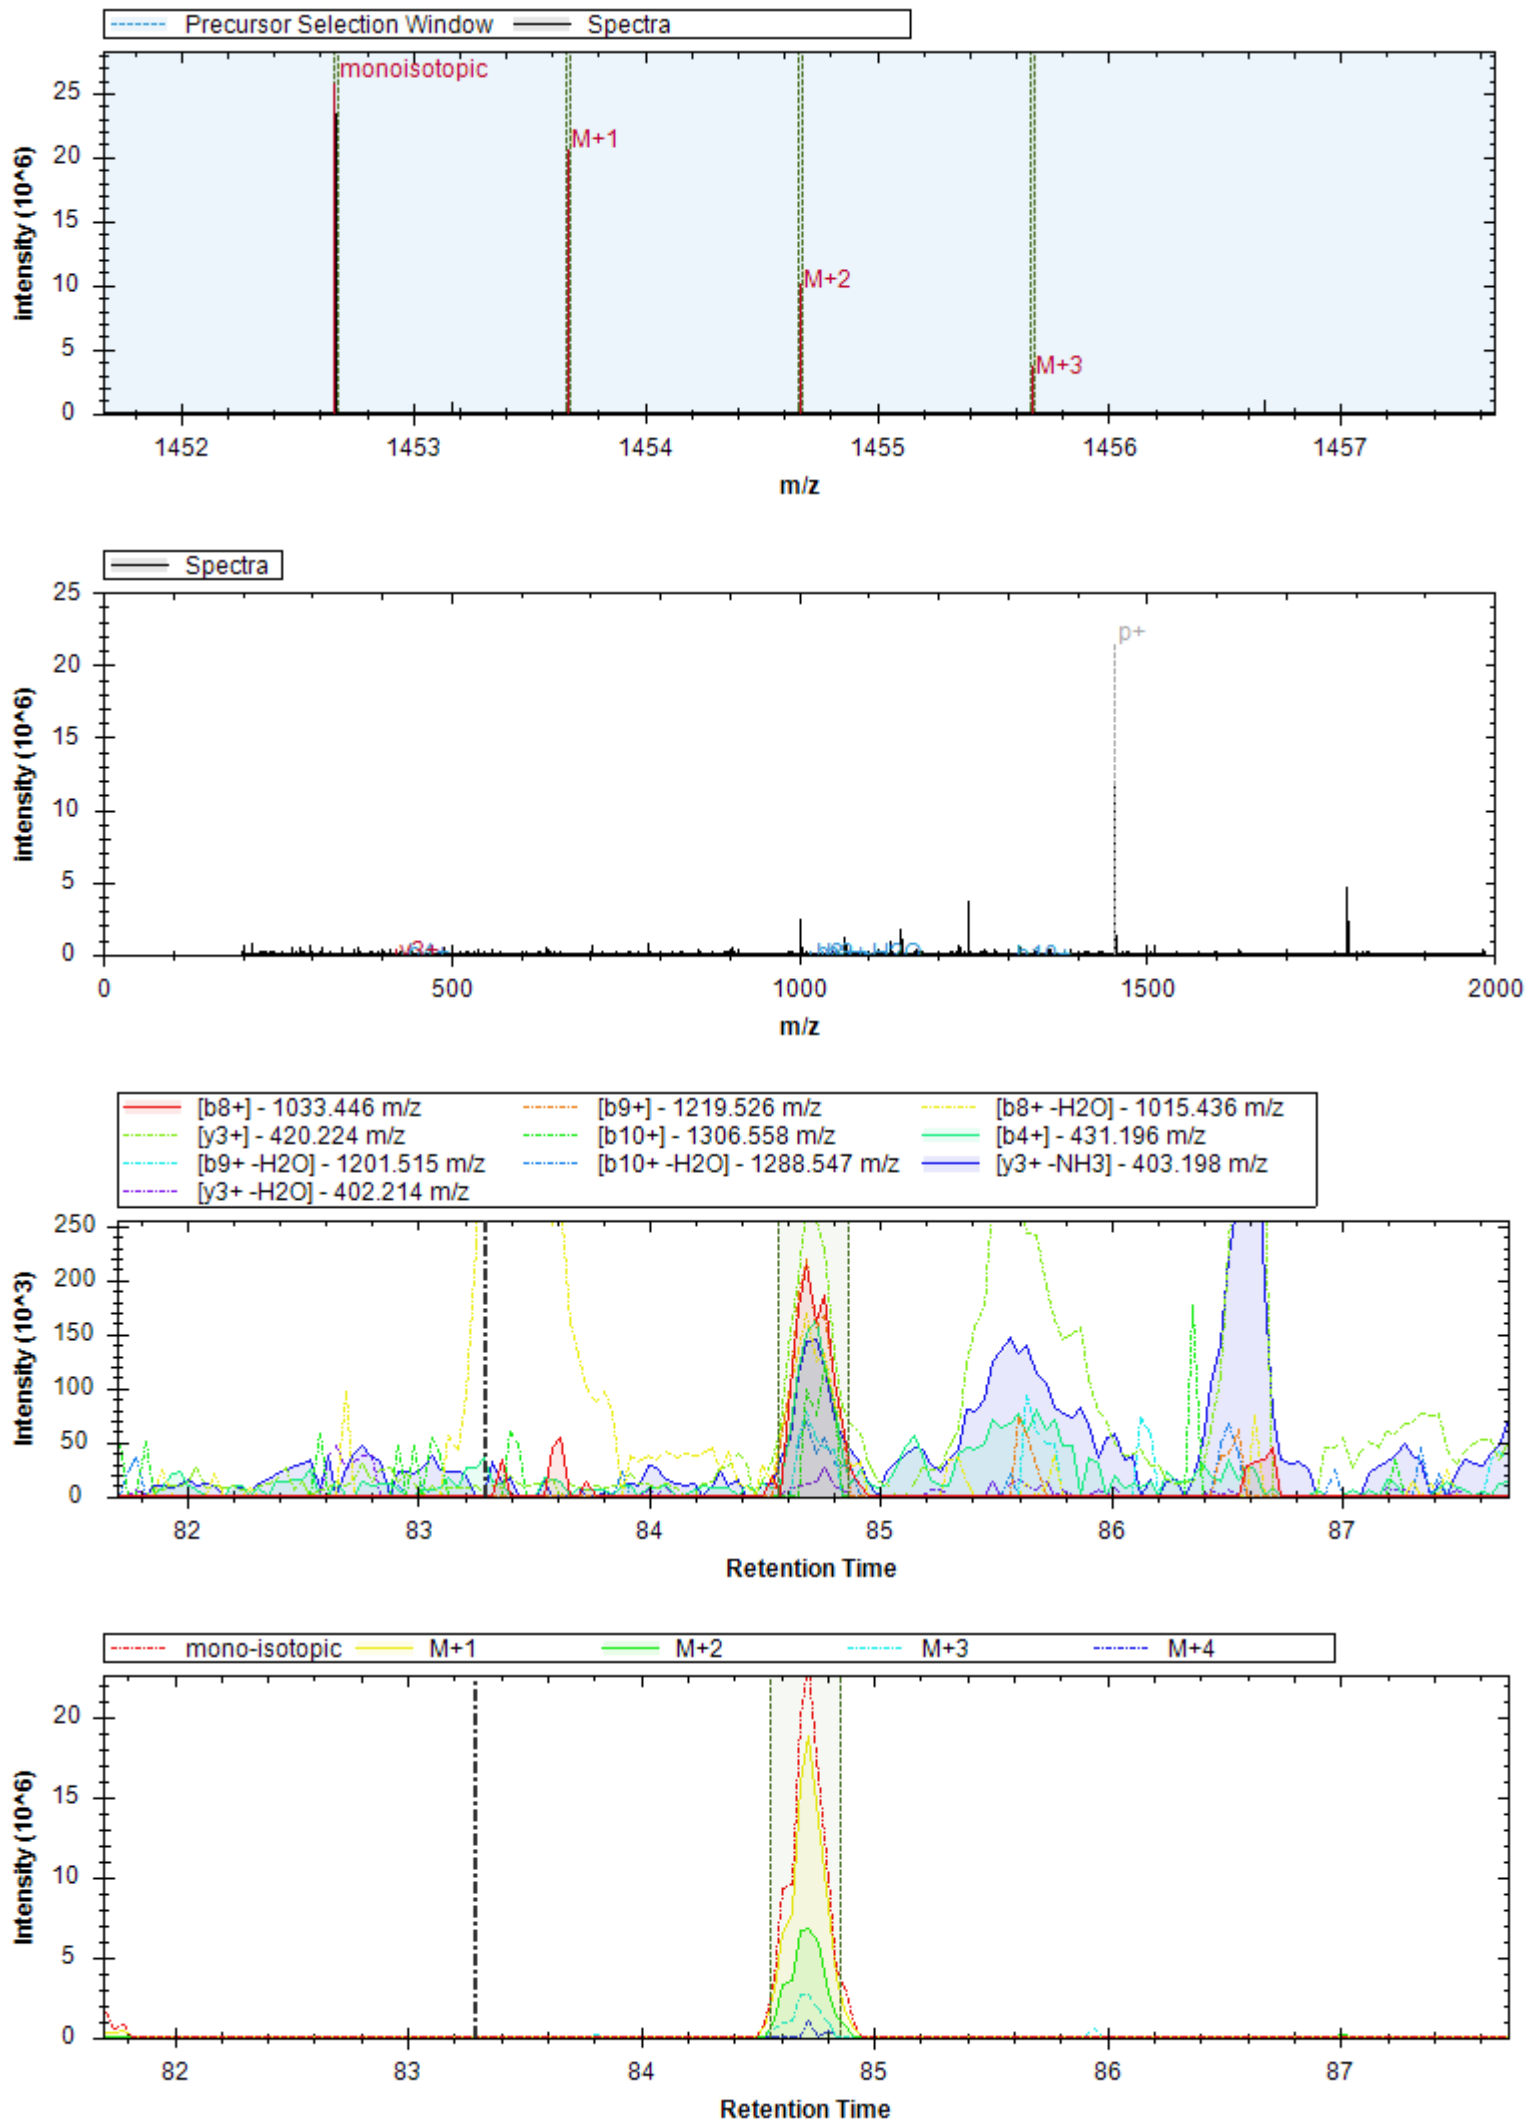 Precursor Selection Window Spectra
monoisotopic
M+1
M+2
M+3
25
20
15
10
5
0
intensity (10^6)
1452 1453 1454 1455 1456 1457
m/z
Spectra
p+
25
20
15
10
5
0
intensity (10^6)
y3+
0 500 1000 1500 2000
m/z
[b8+] - 1033.446 m/z [b9+] - 1219.526 m/z [b8+ -H2O] - 1015.436 m/z
[y3+] - 420.224 m/z [b10+] - 1306.558 m/z [b4+] - 431.196 m/z
[b9+ -H2O] - 1201.515 m/z [b10+ -H2O] - 1288.547 m/z [y3+ -NH3] - 403.198 m/z
[y3+ -H2O] - 402.214 m/z
250
200
150
100
50
0
Intensity (10^3)
82 83 84 85 86 87
Retention Time
mono-isotopic M+1 M+2 M+3 M+4
20
15
10
5
0
Intensity (10^6)
82 83 84 85 86 87
Retention Time